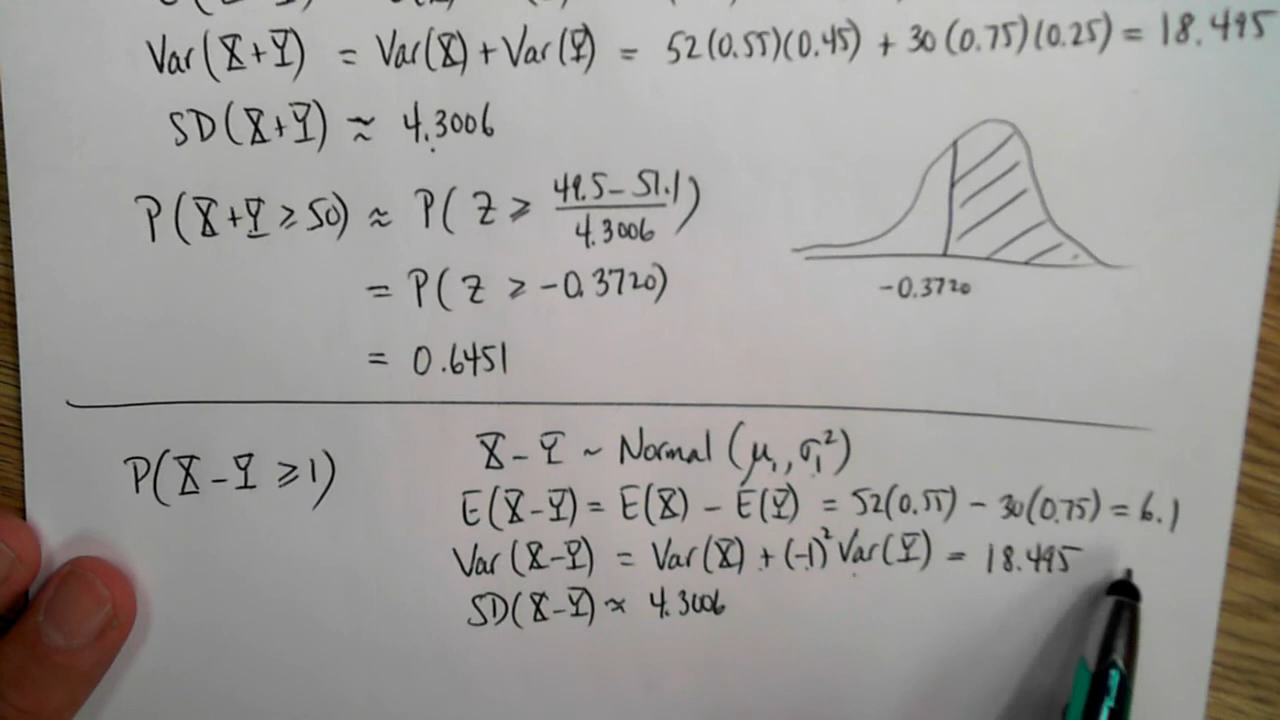 Var(X+Y) = Var(X) + Var(Y) = 52(0.55)(0.45) + 30(0.75)(0.25) = 18.495
SD(X+Y) ≈ 4.3006
P(X+Y ≥ 50) ≈ P(Z ≥ (49.5-51.1)/4.3006)
= P(Z ≥ -0.3720)
-0.3720
= 0.6451
P(X-Y ≥ 1)
X-Y ~ Normal(μ₁, σ₁²)
E(X-Y) = E(X) - E(Y) = 52(0.55) - 30(0.75) = 6.1
Var(X-Y) = Var(X) + (-1)²Var(Y) = 18.495
SD(X-Y) ≈ 4.3006